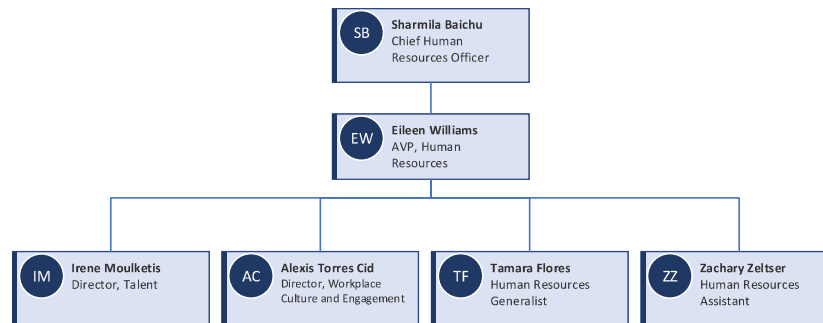 SB
Sharmila Baichu
Chief Human
Resources Officer
EW
Eileen Williams
AVP, Human
Resources
IM
Irene Moulketis
Director, Talent
AC
Alexis Torres Cid
Director, Workplace
Culture and Engagement
TF
Tamara Flores
Human Resources
Generalist
ZZ
Zachary Zeltser
Human Resources
Assistant